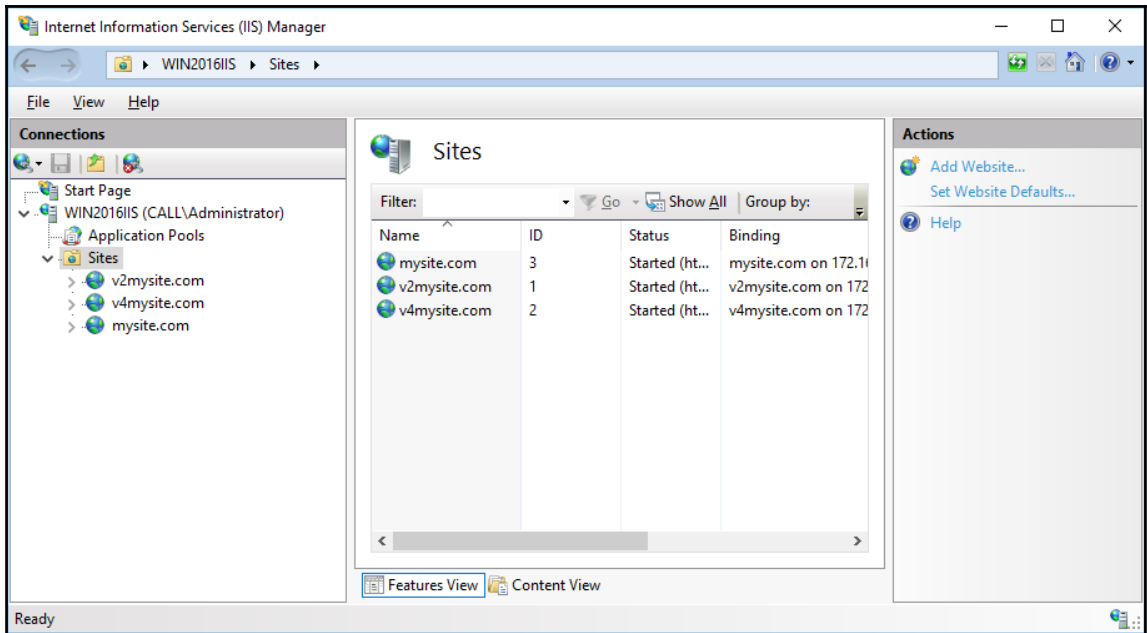 Internet Information Services (IIS) Manager
WIN2016IIS Sites
File View Help
Connections
Start Page
WIN2016IIS (CALL\Administrator)
Application Pools
Sites
v2mysite.com
v4mysite.com
mysite.com
Sites
Filter: Go Show All Group by:
Name ID Status Binding
mysite.com 3 Started (ht... mysite.com on 172.16
v2mysite.com 1 Started (ht... v2mysite.com on 172
v4mysite.com 2 Started (ht... v4mysite.com on 172
Features View Content View
Actions
Add Website...
Set Website Defaults...
Help
Ready